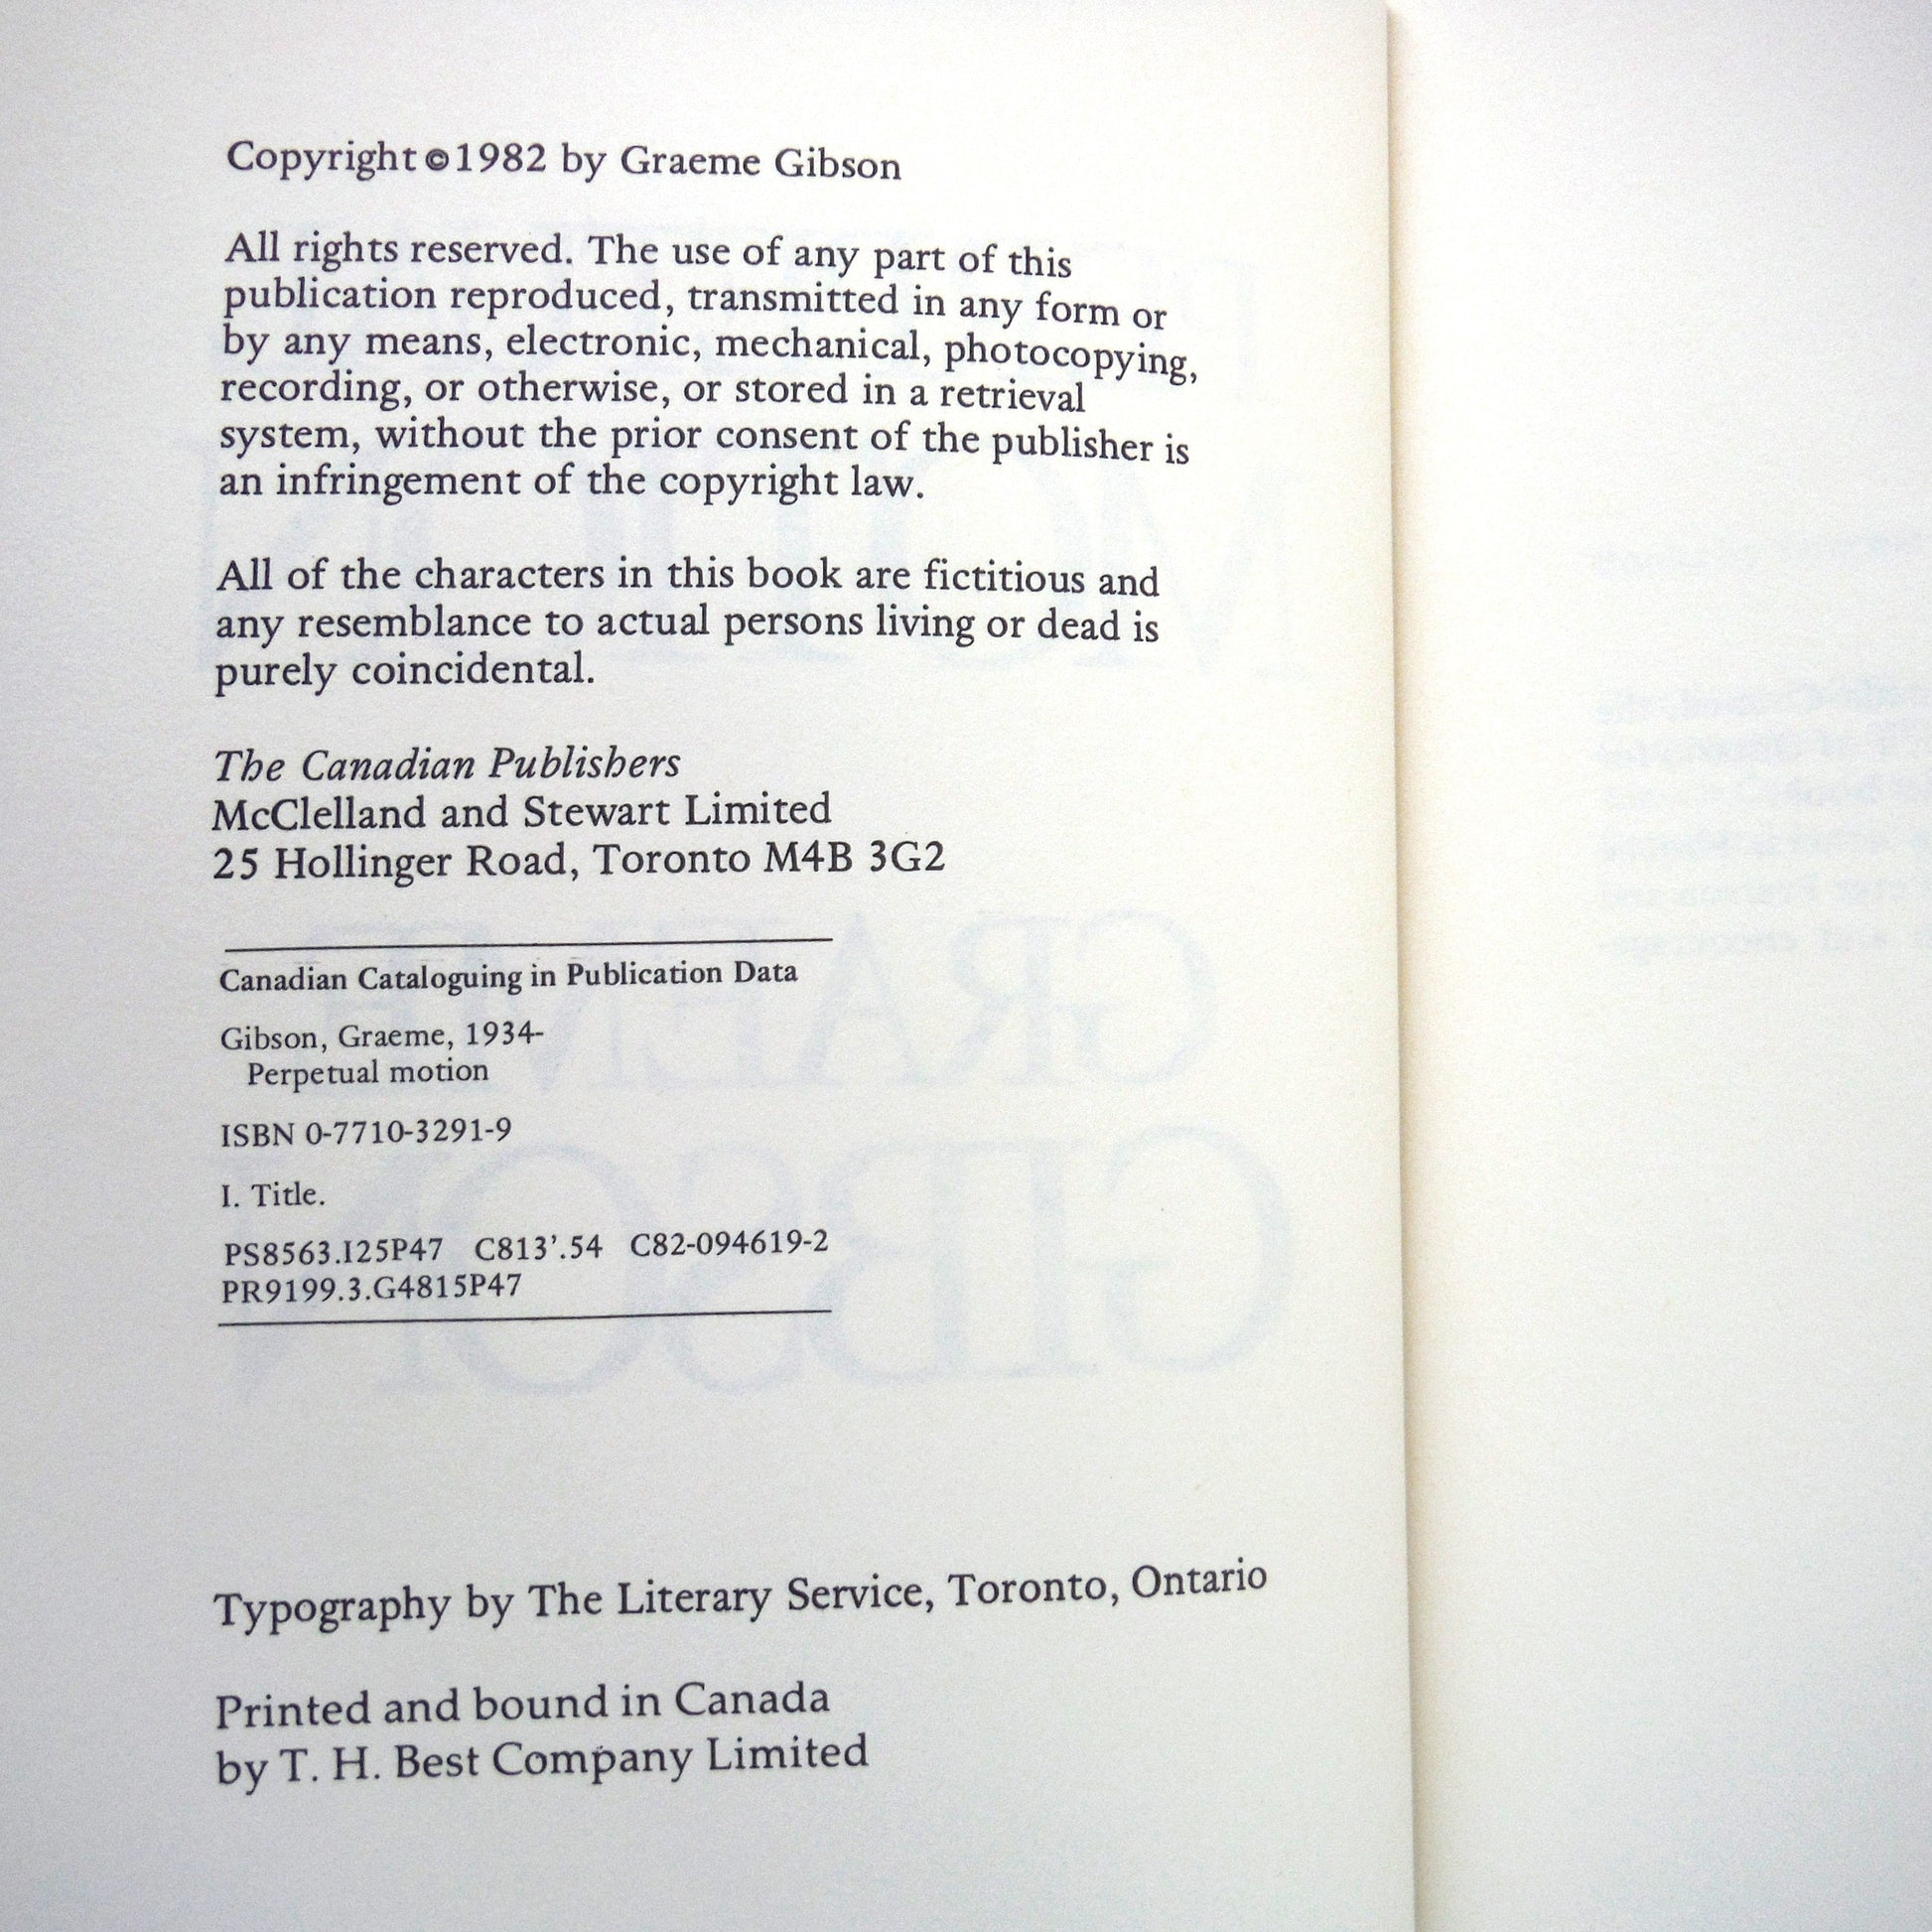 Copyright © 1982 by Graeme Gibson
All rights reserved. The use of any part of this
publication reproduced, transmitted in any form or
by any means, electronic, mechanical, photocopying,
recording, or otherwise, or stored in a retrieval
system, without the prior consent of the publisher is
an infringement of the copyright law.
All of the characters in this book are fictitious and
any resemblance to actual persons living or dead is
purely coincidental.
The Canadian Publishers
McClelland and Stewart Limited
25 Hollinger Road, Toronto M4B 3G2
Canadian Cataloguing in Publication Data
Gibson, Graeme, 1934-
Perpetual motion
ISBN 0-7710-3291-9
I. Title.
PS8563.I25P47 C813'.54 C82-094619-2
PR9199.3.G4815P47
Typography by The Literary Service, Toronto, Ontario
Printed and bound in Canada
by T. H. Best Company Limited